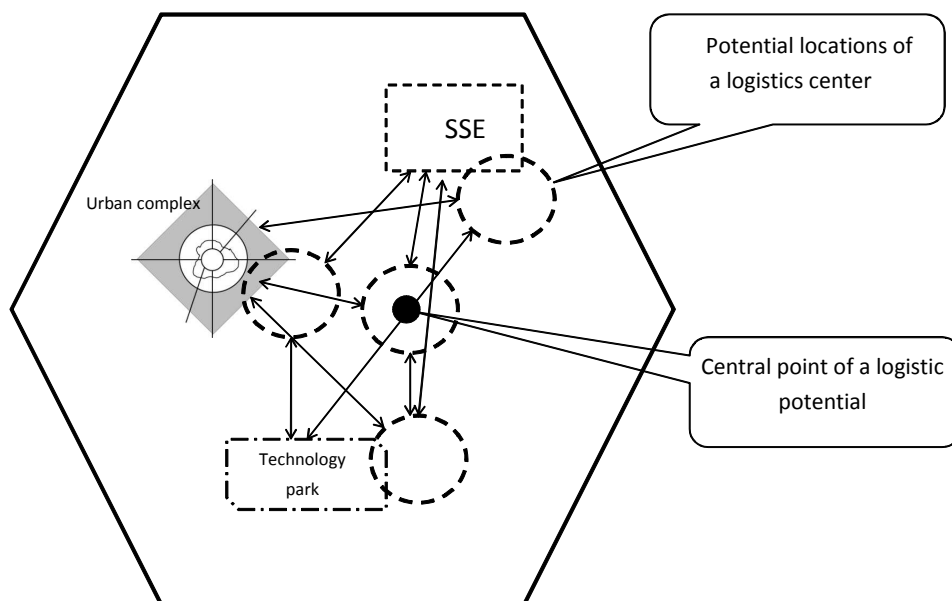 Potential locations of
a logistics center
SSE
Urban complex
Central point of a logistic
potential
Technology
park